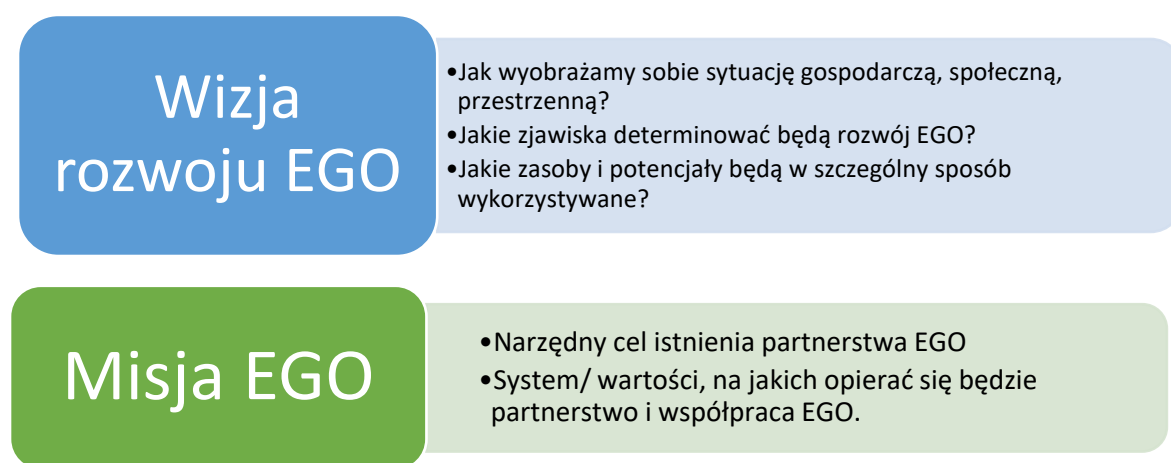 Wizja
rozwoju EGO
•Jak wyobrażamy sobie sytuację gospodarczą, społeczną,
przestrzenną?
•Jakie zjawiska determinować będą rozwój EGO?
•Jakie zasoby i potencjały będą w szczególny sposób
wykorzystywane?
Misja EGO
•Narzędny cel istnienia partnerstwa EGO
•System/ wartości, na jakich opierać się będzie
partnerstwo i współpraca EGO.